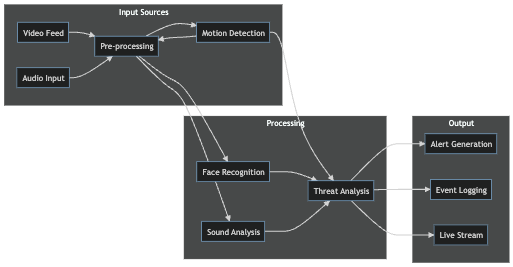 Input Sources
Video Feed
Pre-processing
Motion Detection
Audio Input
Processing
Face Recognition
Threat Analysis
Sound Analysis
Output
Alert Generation
Event Logging
Live Stream